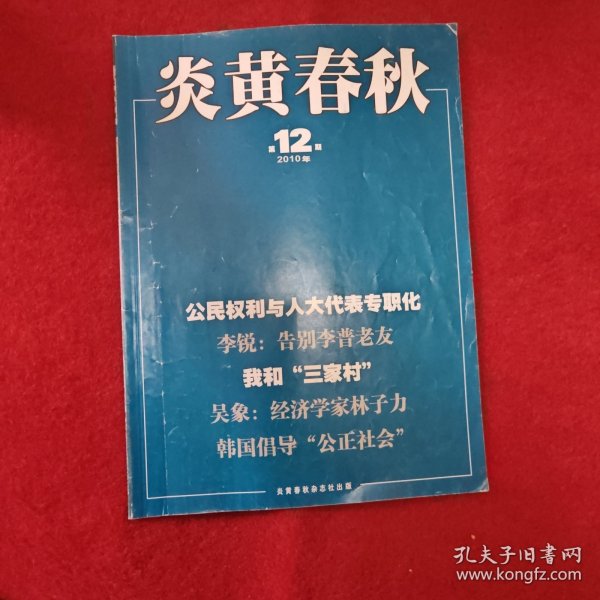 炎黄春秋
第12期
2010年
公民权利与人大代表专职化
李锐：告别李普老友
我和“三家村”
吴象：经济学家林子力
韩国倡导“公正社会”
炎黄春秋杂志社出版
孔夫子旧书网
www.kongfz.com